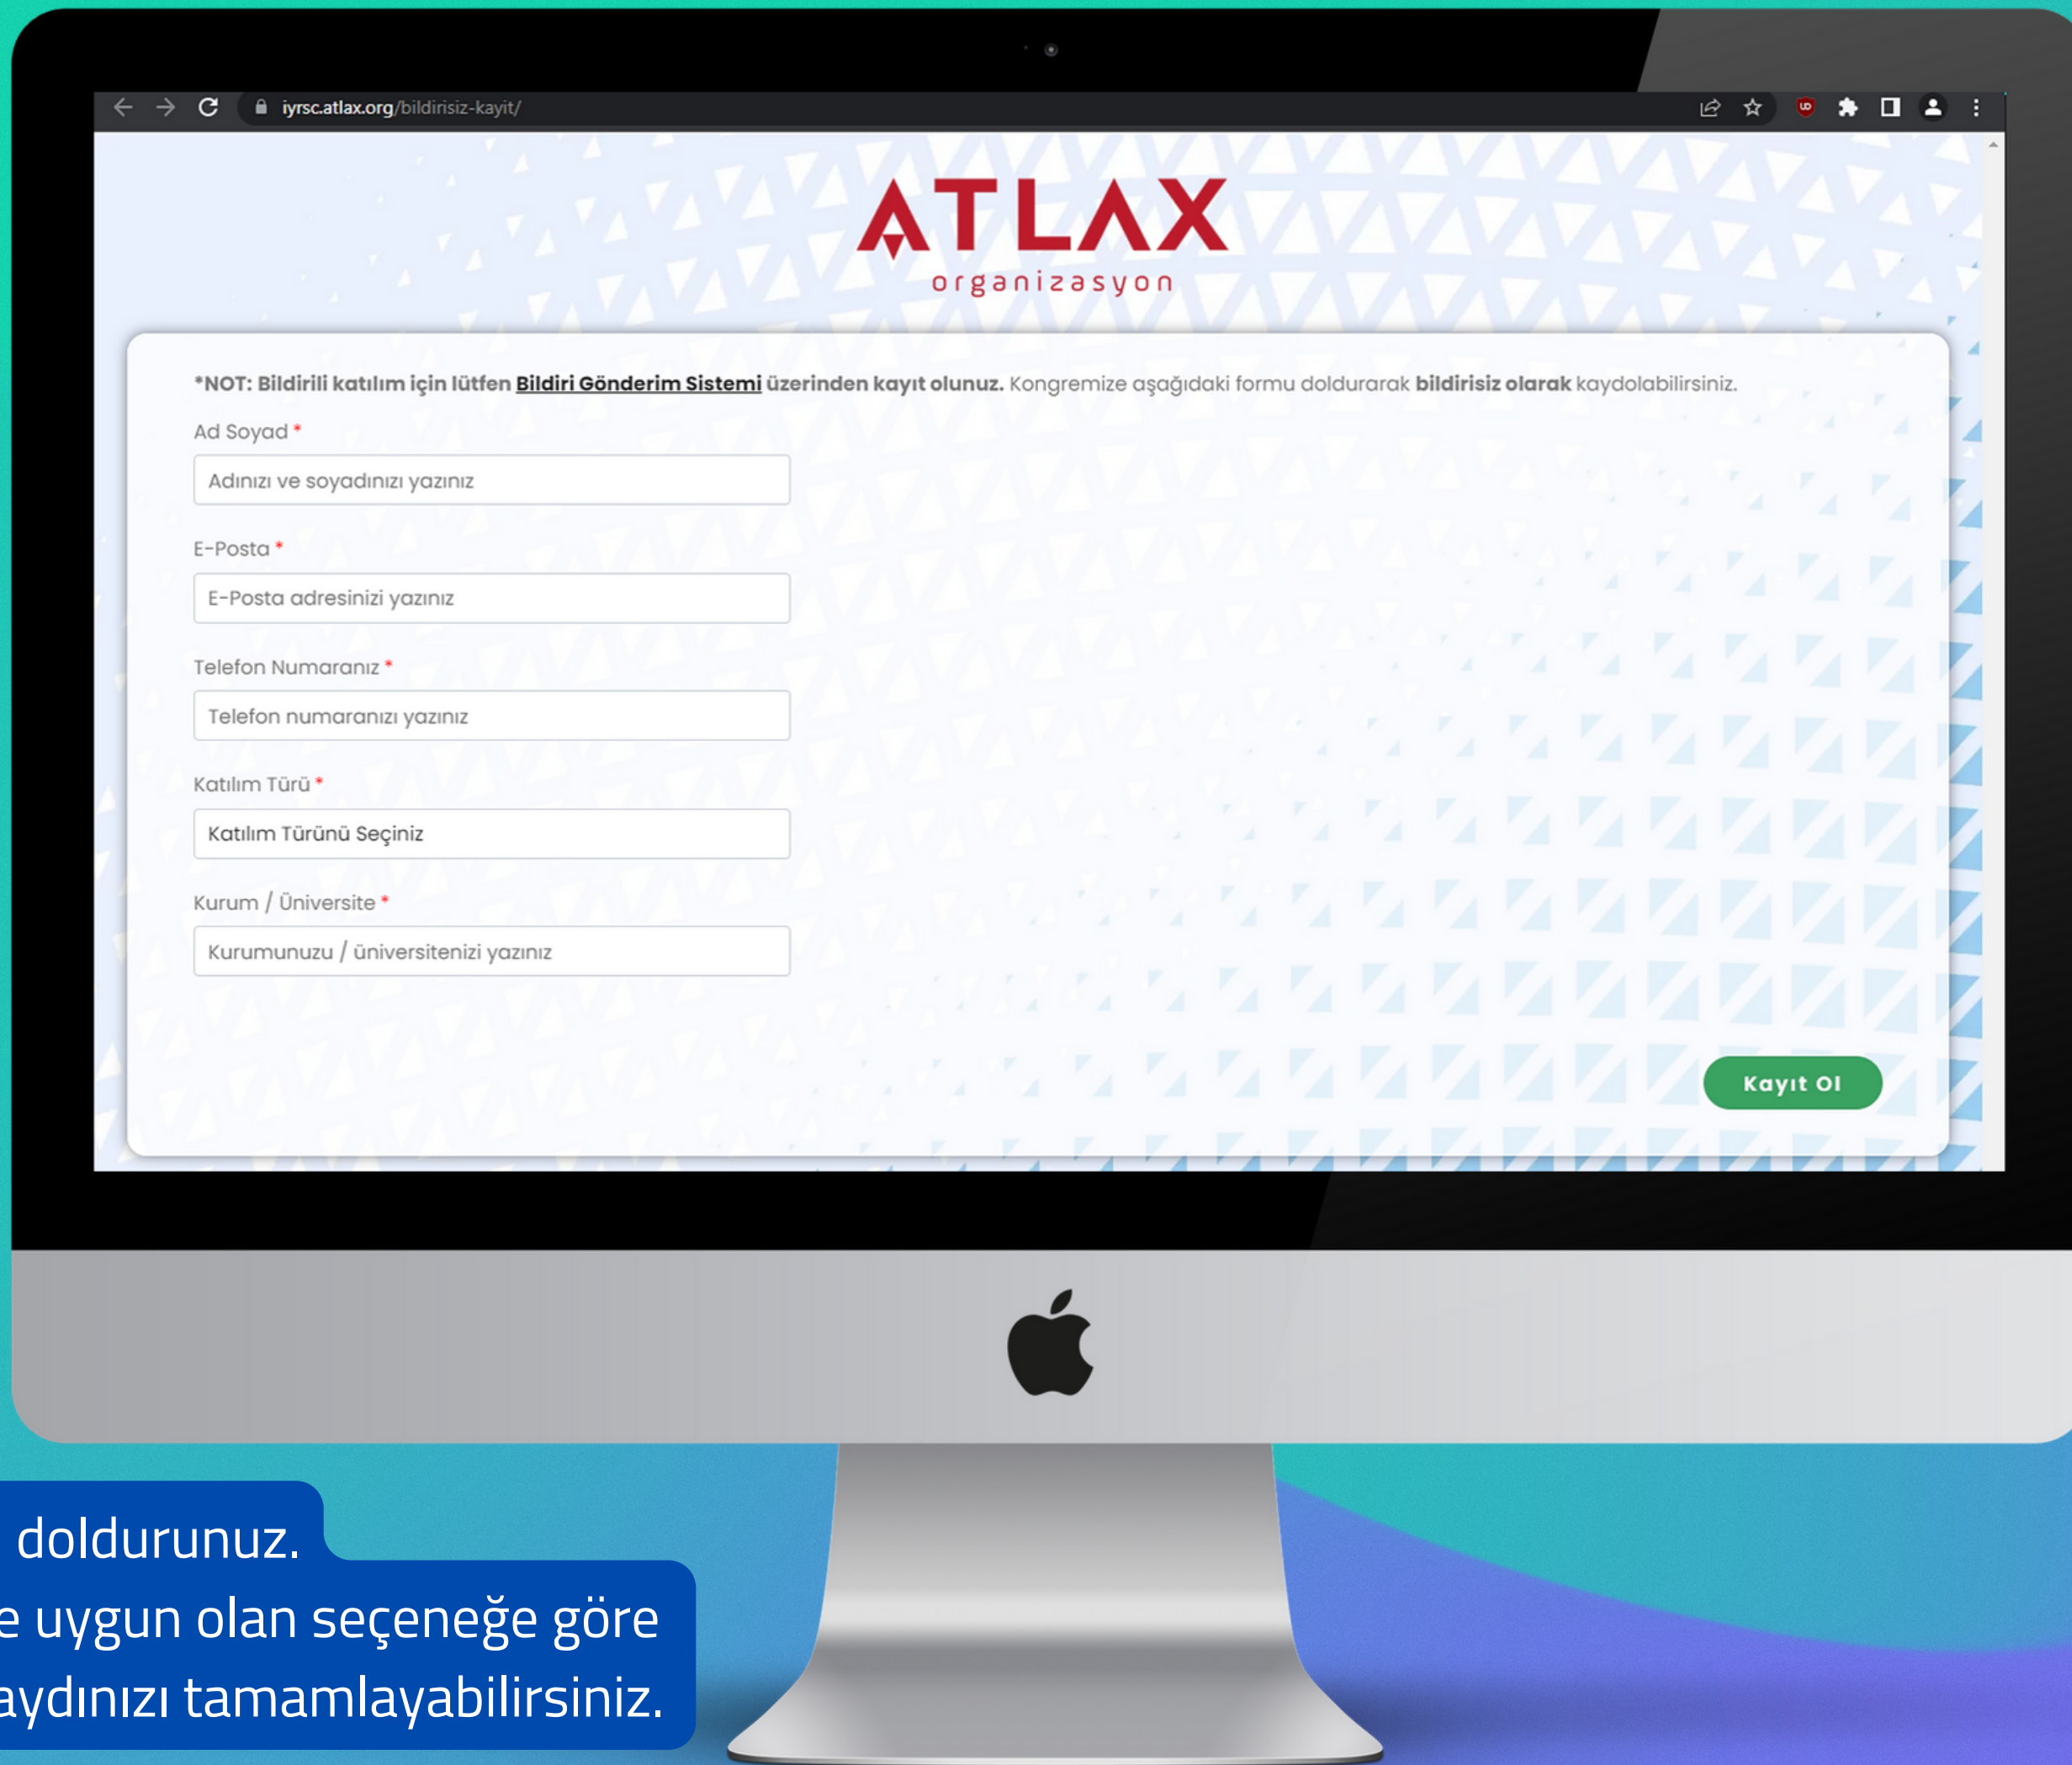 iyrsc.atlax.org/bildirisiz-kayit/
ATLAX
organizasyon
*NOT: Bildirili katılım için lütfen Bildiri Gönderim Sistemi üzerinden kayıt olunuz. Kongremize aşağıdaki formu doldurarak bildirisiz olarak kaydolabilirsiniz.
Ad Soyad *
Adınızı ve soyadınızı yazınız
E-Posta *
E-Posta adresinizi yazınız
Telefon Numaranız *
Telefon numaranızı yazınız
Katılım Türü *
Katılım Türünü Seçiniz
Kurum / Üniversite *
Kurumunuzu / üniversitenizi yazınız
Kayıt Ol
doldurunuz.
uygun olan seçeneğe göre
tamamlayabilirsiniz.